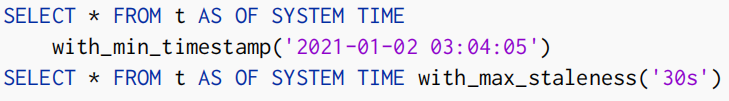 SELECT * FROM t AS OF SYSTEM TIME
with_min_timestamp('2021-01-02 03:04:05')
SELECT * FROM t AS OF SYSTEM TIME with_max_staleness('30s')